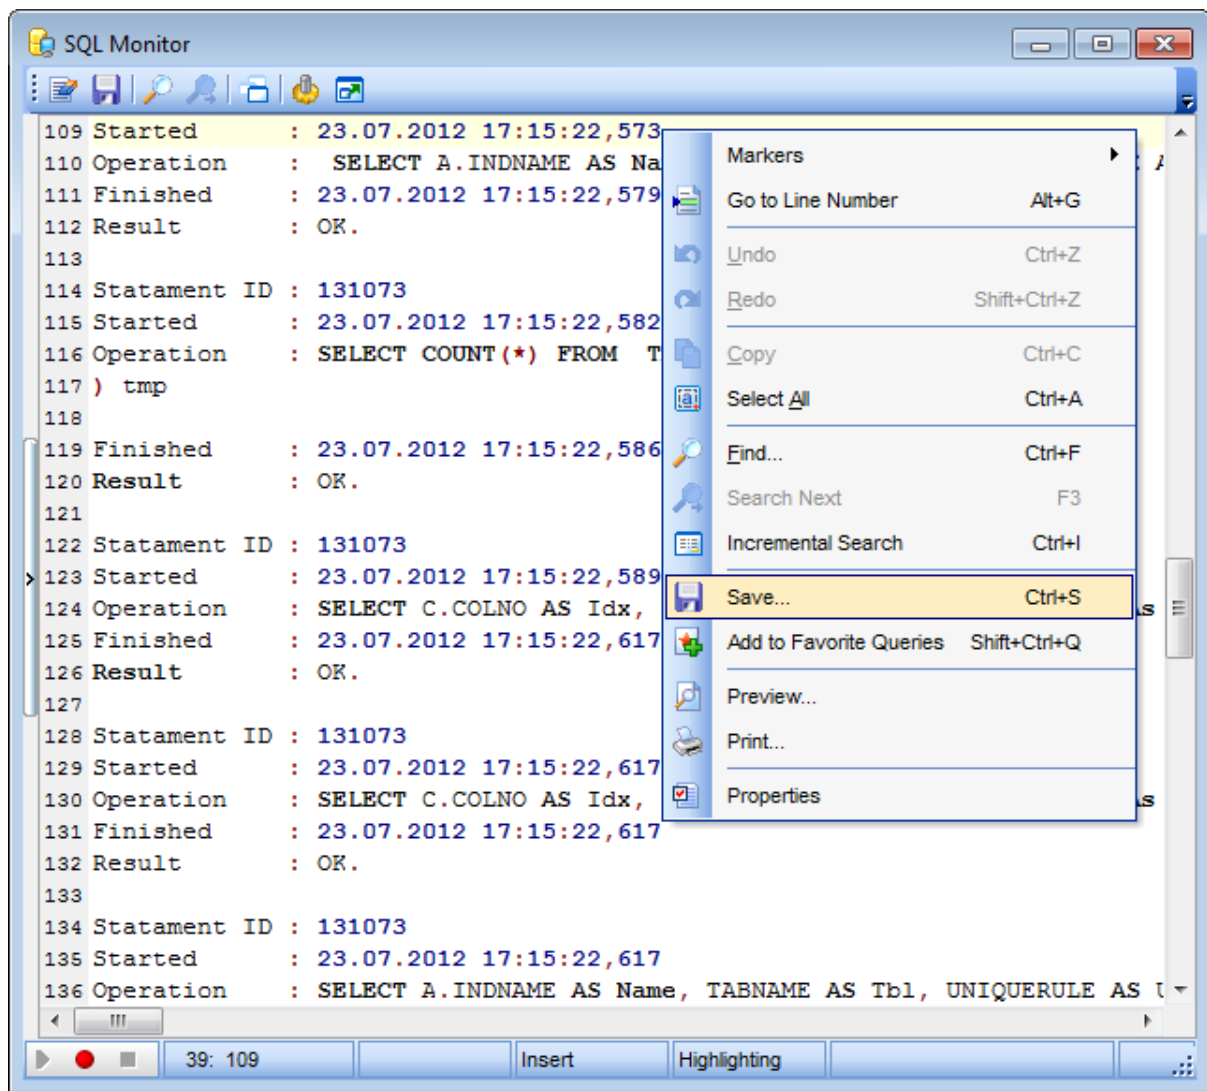 SQL Monitor
109 Started : 23.07.2012 17:15:22,573
110 Operation : SELECT A.INDNAME AS Na
111 Finished : 23.07.2012 17:15:22,579
112 Result : OK.
113
114 Statament ID : 131073
115 Started : 23.07.2012 17:15:22,582
116 Operation : SELECT COUNT(*) FROM T
117 ) tmp
118
119 Finished : 23.07.2012 17:15:22,586
120 Result : OK.
121
122 Statament ID : 131073
123 Started : 23.07.2012 17:15:22,589
124 Operation : SELECT C.COLNO AS Idx, As
125 Finished : 23.07.2012 17:15:22,617
126 Result : OK.
127
128 Statament ID : 131073
129 Started : 23.07.2012 17:15:22,617
130 Operation : SELECT C.COLNO AS Idx, As
131 Finished : 23.07.2012 17:15:22,617
132 Result : OK.
133
134 Statament ID : 131073
135 Started : 23.07.2012 17:15:22,617
136 Operation : SELECT A.INDNAME AS Name, TABNAME AS Tbl, UNIQUERULE AS
Markers
Go to Line Number Alt+G
Undo Ctrl+Z
Redo Shift+Ctrl+Z
Copy Ctrl+C
Select All Ctrl+A
Find... Ctrl+F
Search Next F3
Incremental Search Ctrl+I
Save... Ctrl+S
Add to Favorite Queries Shift+Ctrl+Q
Preview...
Print...
Properties
39: 109 Insert Highlighting